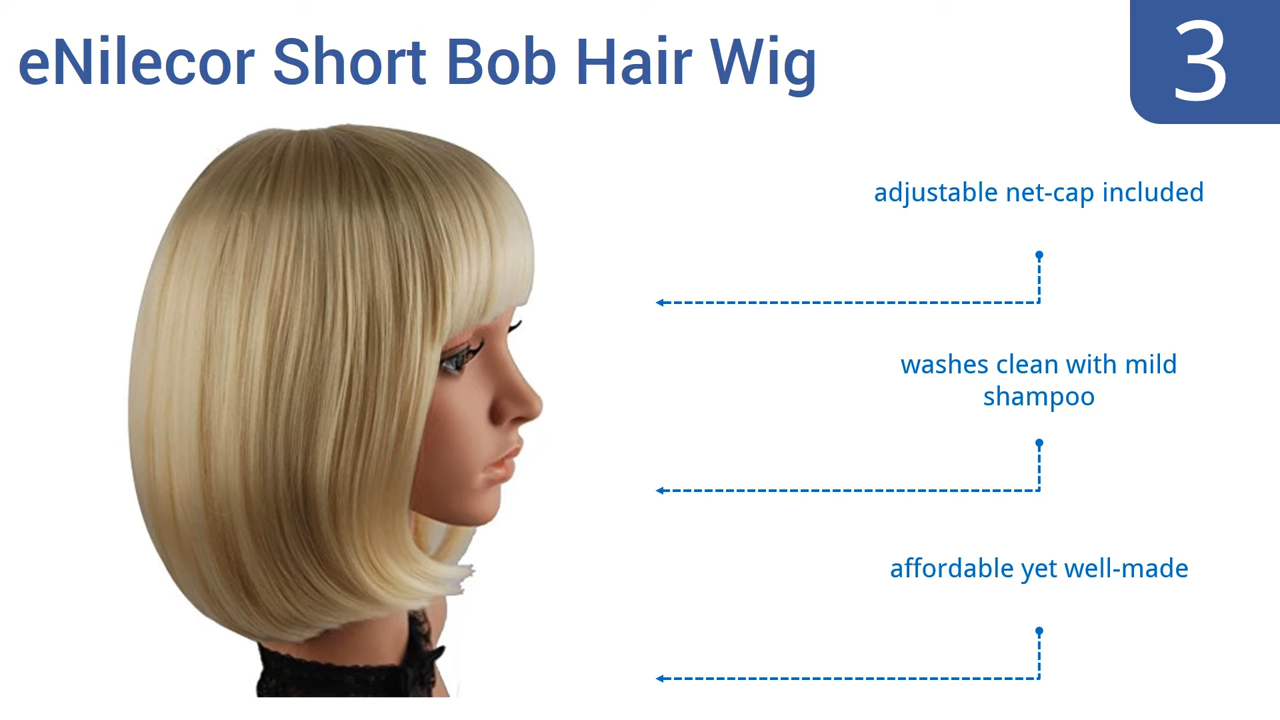 eNilecor Short Bob Hair Wig
3
adjustable net-cap included
washes clean with mild
shampoo
affordable yet well-made